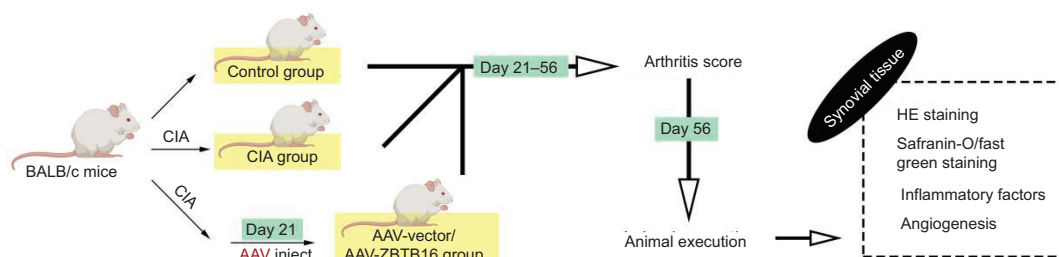 Control group
Day 21–56
Arthritis score
Synovial tissue
CIA
BALB/c mice
CIA group
CIA
Day 56
HE staining
Safranin-O/fast
green staining
Inflammatory factors
Angiogenesis
Day 21
AAV inject
AAV-vector/
AAV-ZBTB16 group
Animal execution